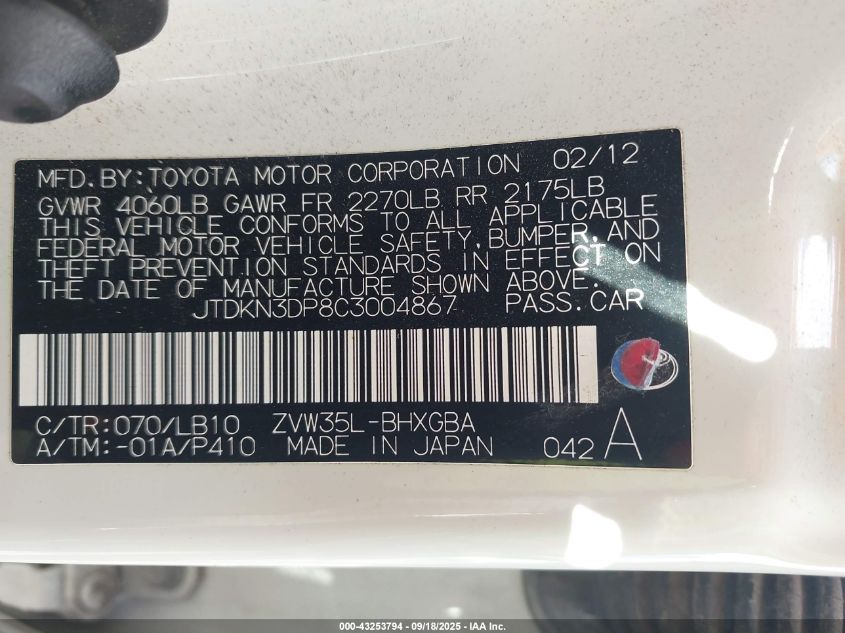 MFD.BY:TOYOTA MOTOR CORPORATION 02/12
GVWR 4060LB GAWR FR 2270LB RR 2175LB
THIS VEHICLE CONFORMS TO ALL APPLICABLE
FEDERAL MOTOR VEHICLE SAFETY,BUMPER,AND
THEFT PREVENTION STANDARDS IN EFFECT ON
THE DATE OF MANUFACTURE SHOWN ABOVE.
JTDKN3DP8C3004867 PASS.CAR
C/TR:070/LB10 ZVW35L-BHXGBA
A/TM:-01A/P410 MADE IN JAPAN 042 A
000-43253794 - 09/18/2025 - IAA Inc.